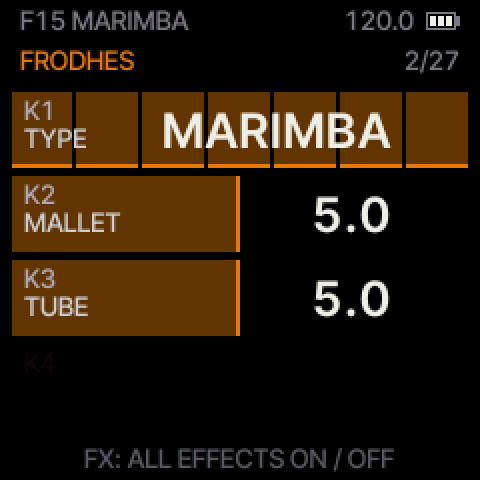 F15 MARIMBA 120.0
FRODHES 2/27
K1
TYPE MARIMBA
K2
MALLET 5.0
K3
TUBE 5.0
K4
FX: ALL EFFECTS ON / OFF